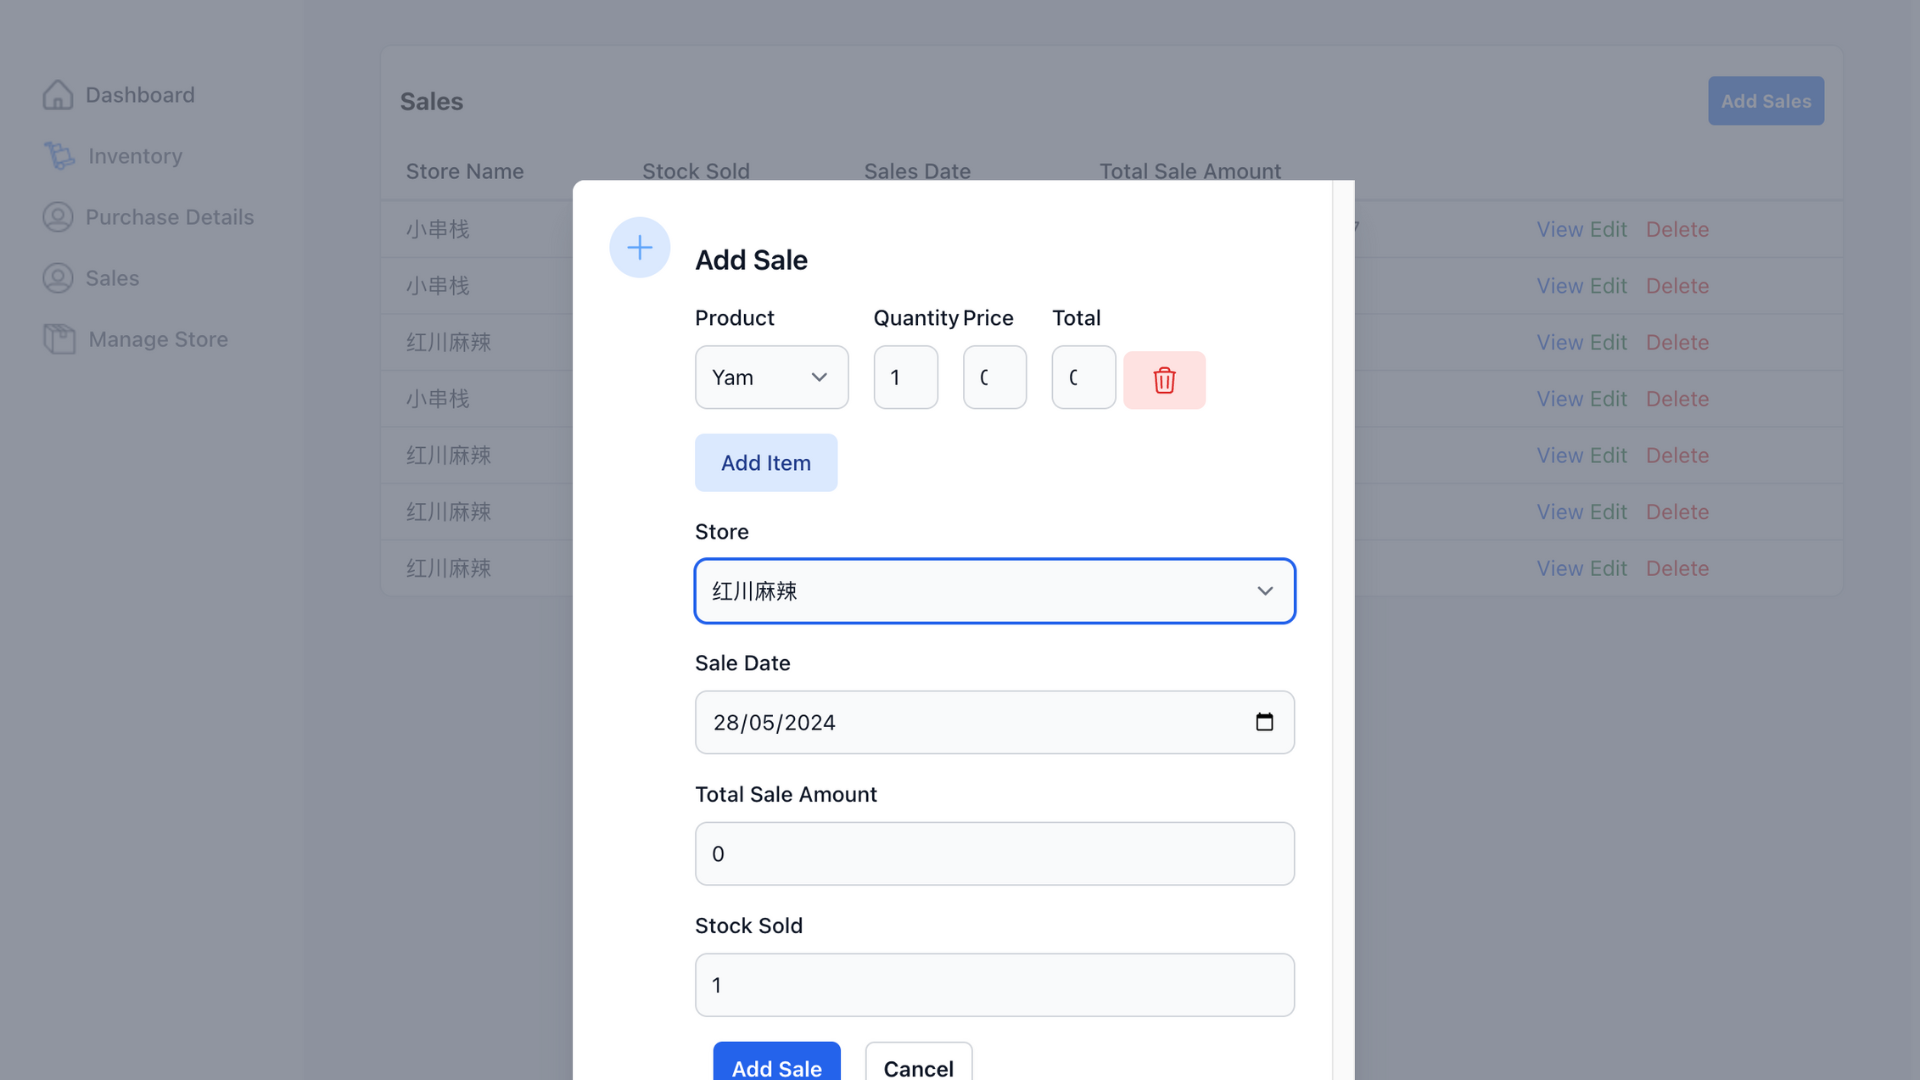 Dashboard
Inventory
Purchase Details
Sales
Manage Store
Sales
Add Sales
Store Name Stock Sold Sales Date Total Sale Amount
小串栈 View Edit Delete
小串栈 View Edit Delete
红川麻辣 View Edit Delete
小串栈 View Edit Delete
红川麻辣 View Edit Delete
红川麻辣 View Edit Delete
红川麻辣 View Edit Delete
Add Sale
Product Quantity Price Total
Yam 1
Add Item
Store
红川麻辣
Sale Date
28/05/2024
Total Sale Amount
0
Stock Sold
1
Add Sale Cancel